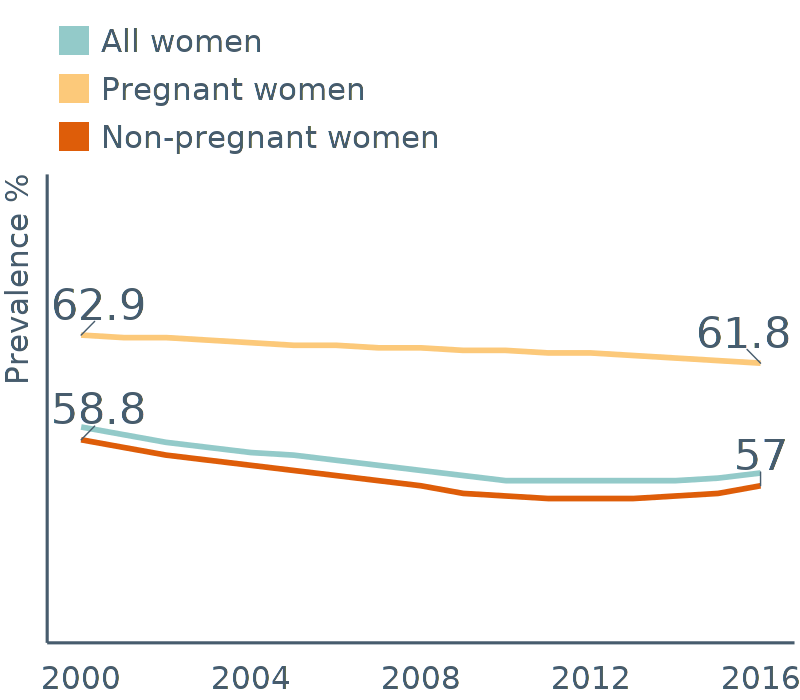 All women
Pregnant women
Non-pregnant women
Prevalence %
62.9
61.8
58.8
57
2000 2004 2008 2012 2016